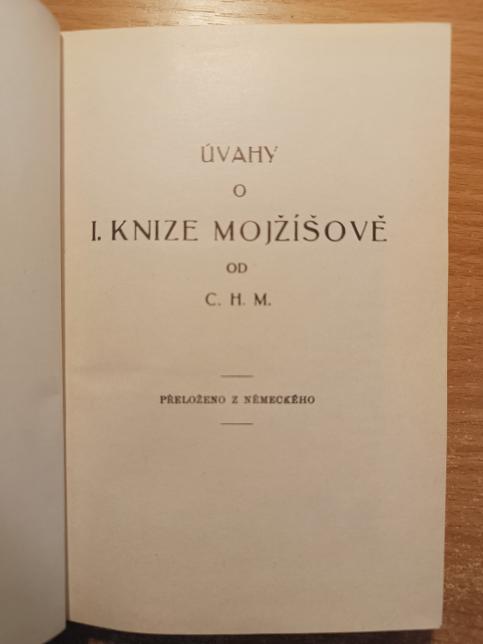 ÚVAHY
O
I. KNIZE MOJŽÍŠOVĚ
OD
C. H. M.
PŘELOŽENO Z NĚMECKÉHO